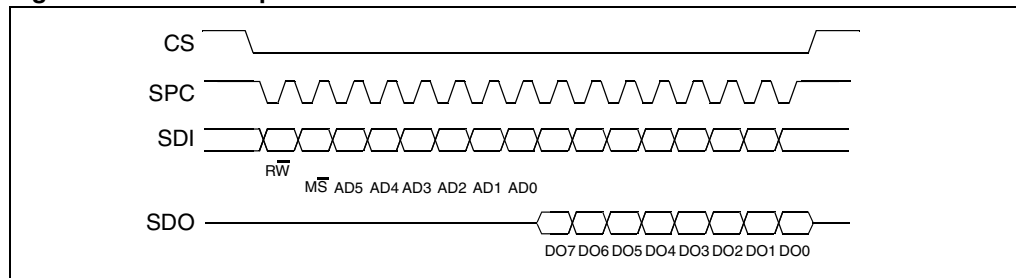 CS
SPC
SDI
RW̅
MS̅ AD5 AD4 AD3 AD2 AD1 AD0
SDO
DO7 DO6 DO5 DO4 DO3 DO2 DO1 DO0